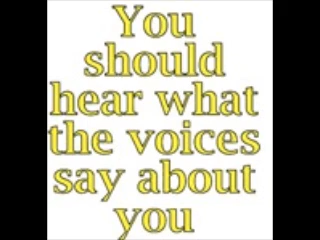 You
should
hear what
the voices
say about
you